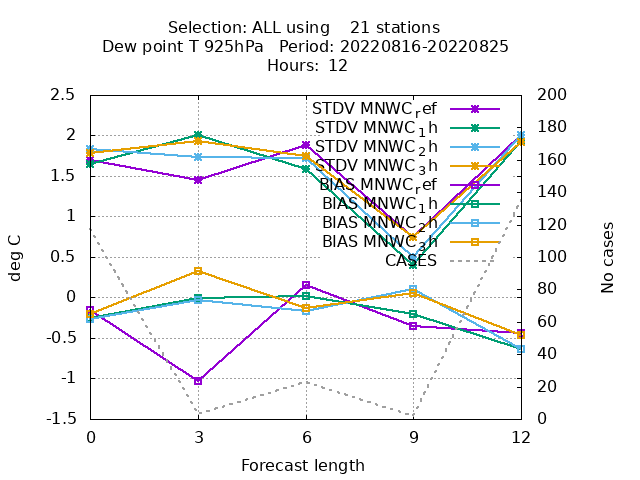 Selection: ALL using 21 stations
Dew point T 925hPa Period: 20220816-20220825
Hours: 12
2.5
2
1.5
1
0.5
0
-0.5
-1
-1.5
deg C
200
180
160
140
120
100
80
60
40
20
0
No cases
STDV MNWC_ref
STDV MNWC_1h
STDV MNWC_2h
STDV MNWC_3h
BIAS MNWC_ref
BIAS MNWC_1h
BIAS MNWC_2h
BIAS MNWC_3h
CASES
0 3 6 9 12
Forecast length